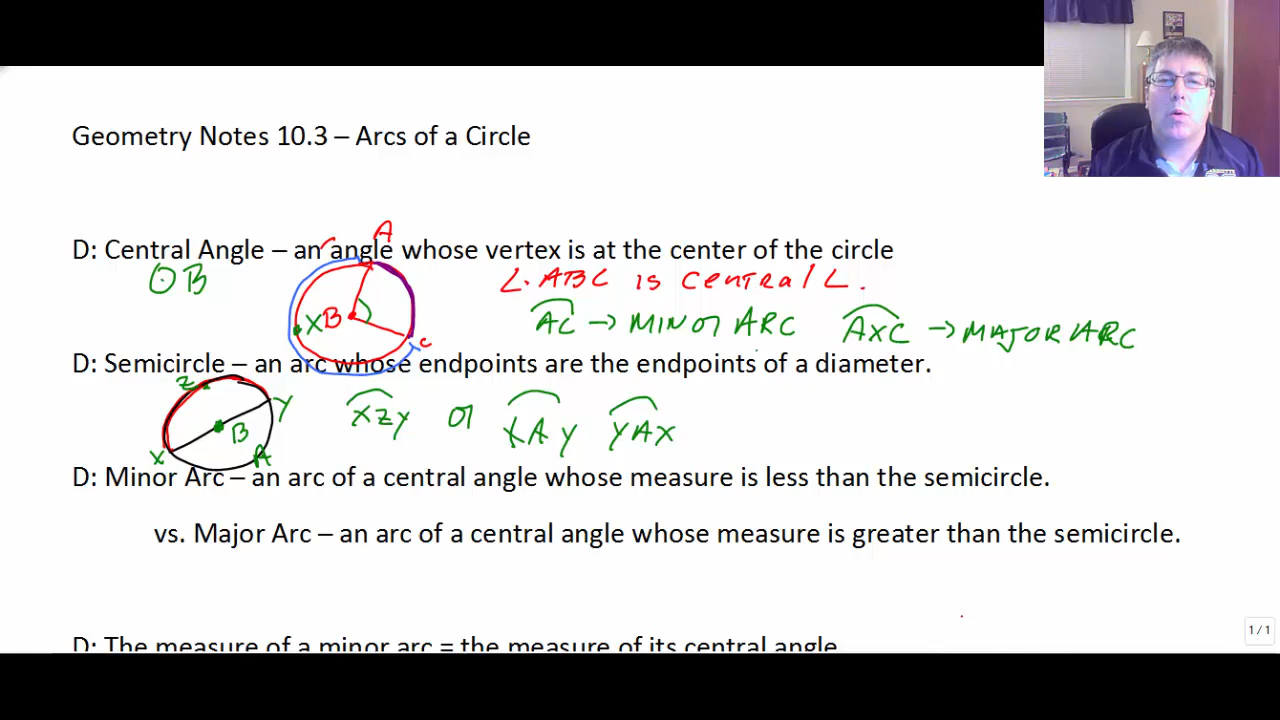 Geometry Notes 10.3 – Arcs of a Circle
A
D: Central Angle – an angle whose vertex is at the center of the circle
⊙B
∠ABC is central ∠.
XB
AC → MINOr ARC AXC → MAJOR ARC
C
D: Semicircle – an arc whose endpoints are the endpoints of a diameter.
Z
Y
XZY or XAY YAX
B
X
A
D: Minor Arc – an arc of a central angle whose measure is less than the semicircle.
vs. Major Arc – an arc of a central angle whose measure is greater than the semicircle.
1 / 1
D: The measure of a minor arc = the measure of its central angle